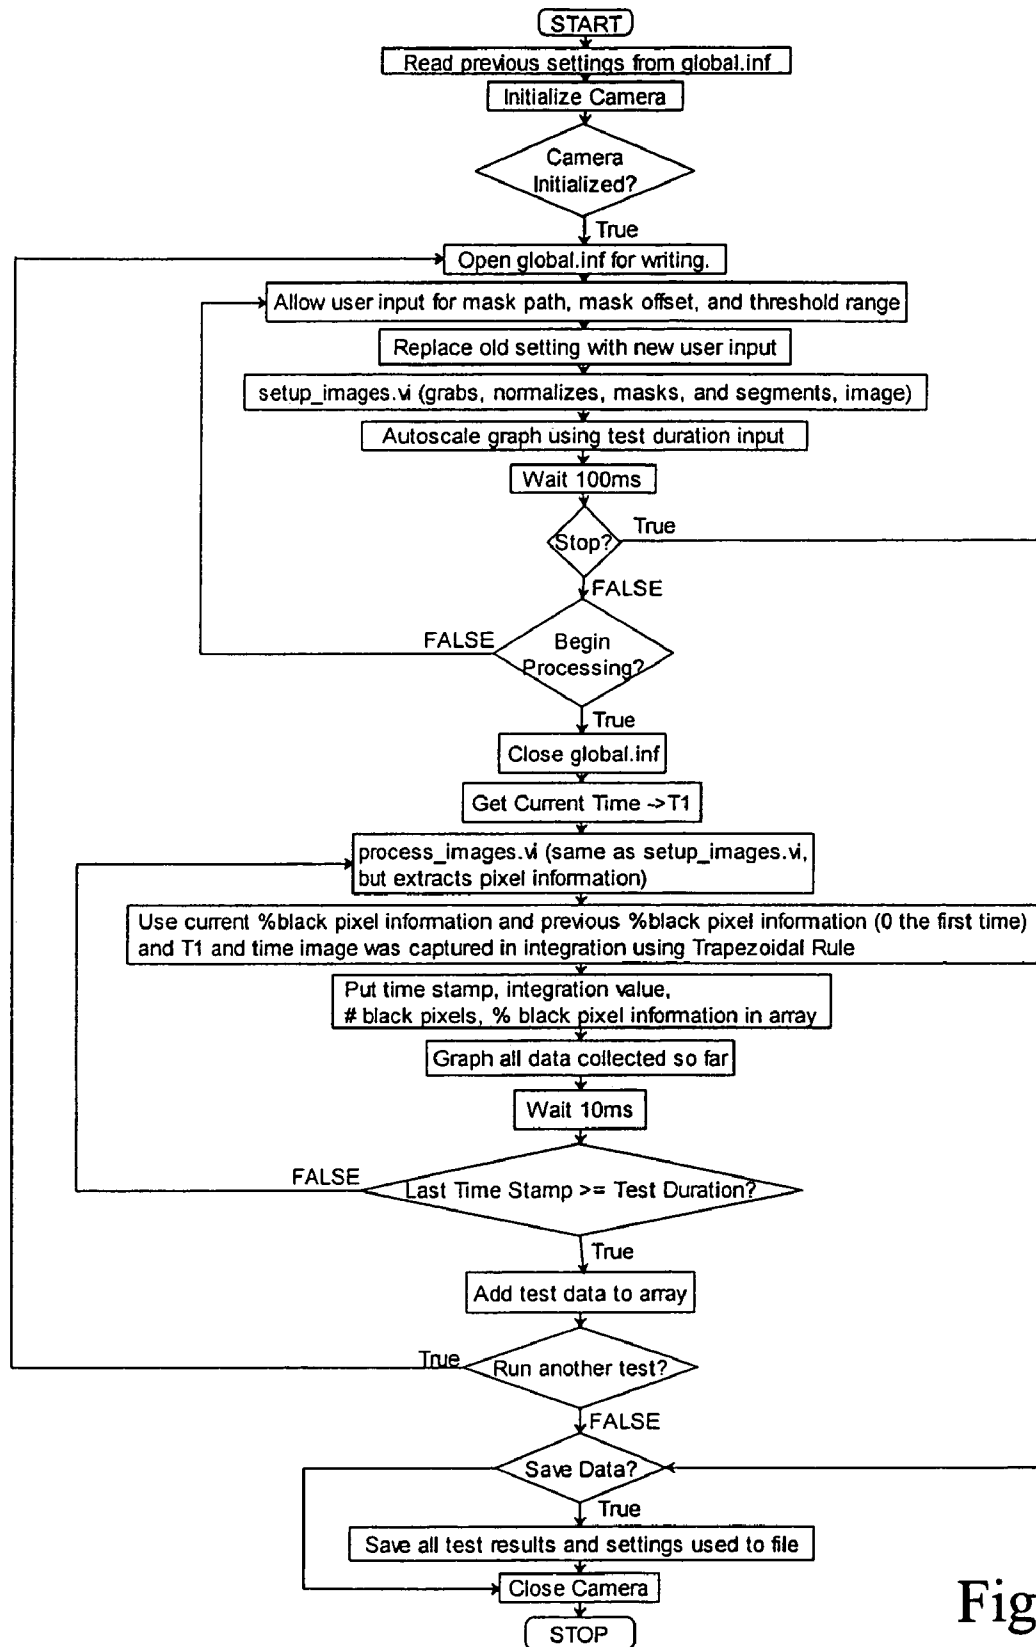 START
Read previous settings from global.inf
Initialize Camera
Camera
Initialized?
True
Open global.inf for writing.
Allow user input for mask path, mask offset, and threshold range
Replace old setting with new user input
setup_images.vi (grabs, normalizes, masks, and segments, image)
Autoscale graph using test duration input
Wait 100ms
Stop?
True
FALSE
FALSE
Begin
Processing?
True
Close global.inf
Get Current Time ->T1
process_images.vi (same as setup_images.vi,
but extracts pixel information)
Use current %black pixel information and previous %black pixel information (0 the first time)
and T1 and time image was captured in integration using Trapezoidal Rule
Put time stamp, integration value,
# black pixels, % black pixel information in array
Graph all data collected so far
Wait 10ms
FALSE
Last Time Stamp >= Test Duration?
True
Add test data to array
True
Run another test?
FALSE
Save Data?
True
Save all test results and settings used to file
Close Camera
Fig
STOP